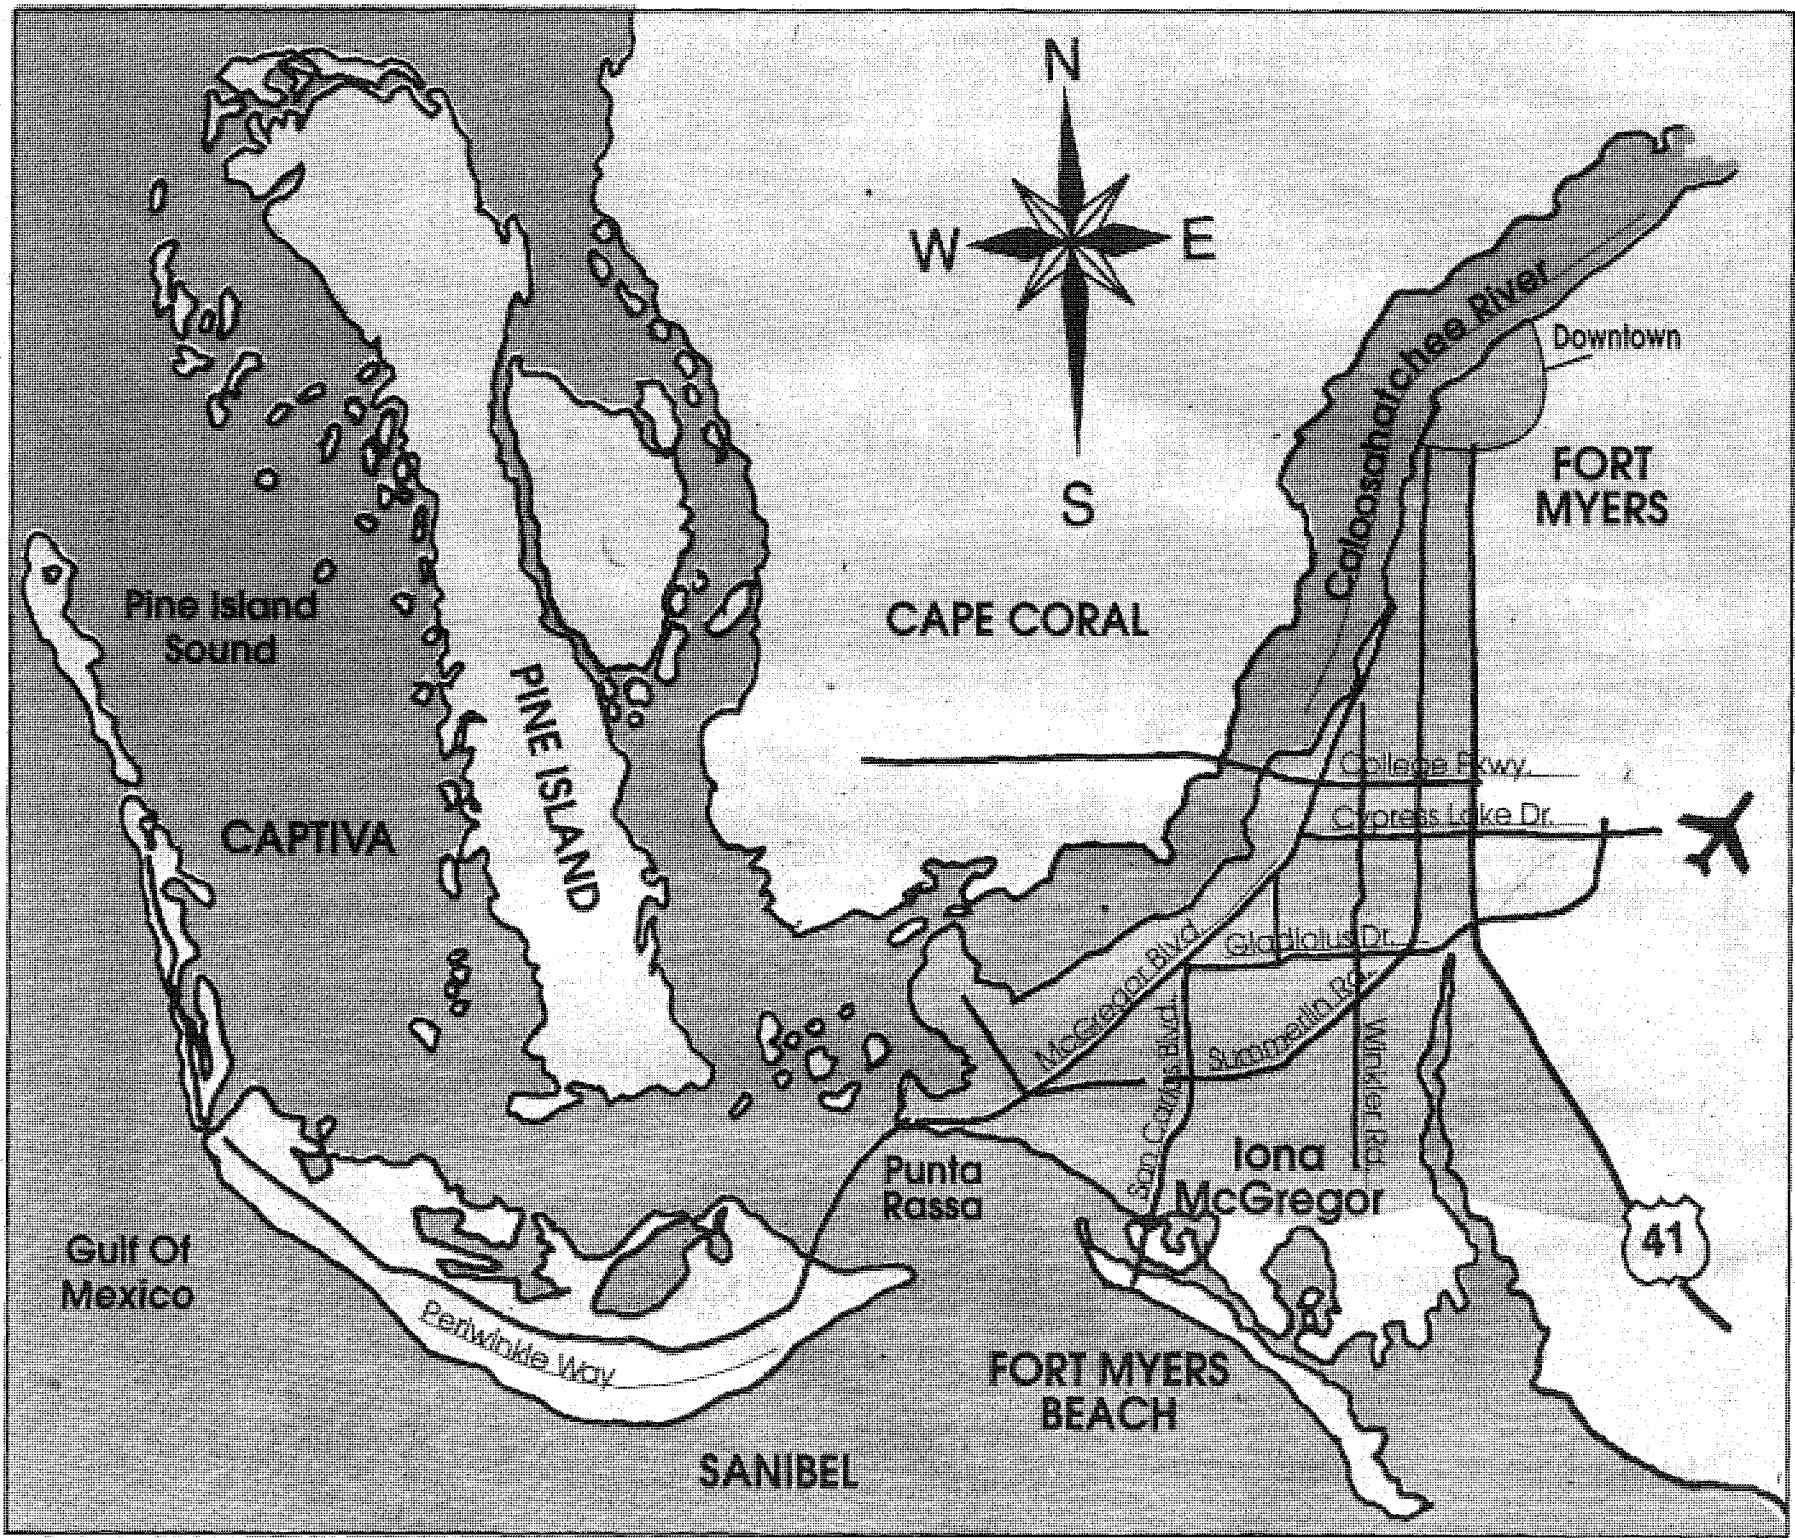 N
W
E
S
Caloosahatchee River
Downtown
FORT
MYERS
Pine Island
Sound
CAPE CORAL
PINE ISLAND
College Pkwy.
Cypress Lake Dr.
CAPTIVA
Gladiolus Dr.
McGregor Blvd.
Summerlin Rd.
San Carlos Blvd.
Winkler Rd.
Iona
McGregor
Punta
Rassa
41
Gulf Of
Mexico
Periwinkle Way
FORT MYERS
BEACH
SANIBEL